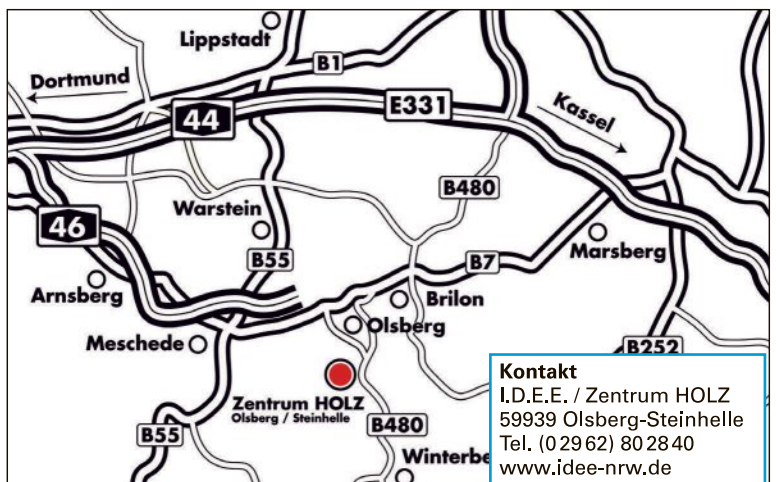 Lippstadt
B1
Dortmund
44
E331
Kassel
B480
Warstein
46
B55
B7
Marsberg
Arnsberg
Brilon
Olsberg
Meschede
B252
Zentrum HOLZ
Olsberg / Steinhelle
B480
B55
Winterbe
Kontakt
I.D.E.E. / Zentrum HOLZ
59939 Olsberg-Steinhelle
Tel. (0 29 62) 80 28 40
www.idee-nrw.de